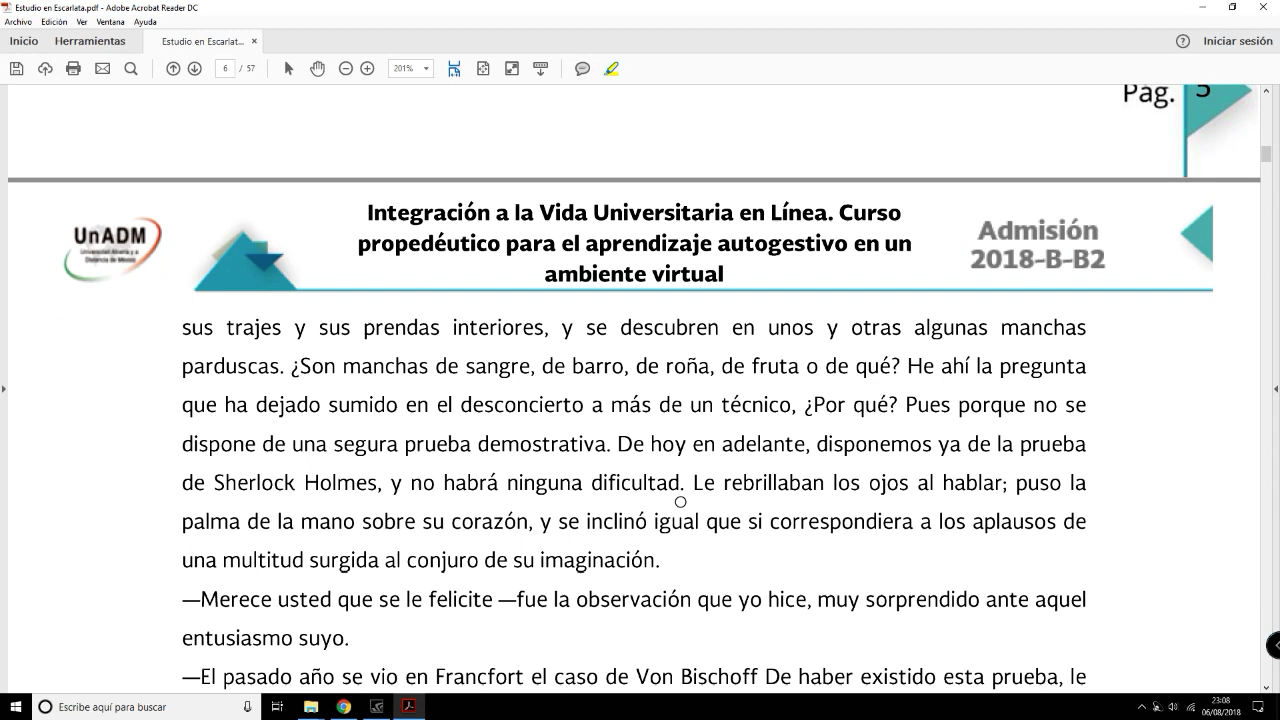 Estudio en Escarlata.pdf - Adobe Acrobat Reader DC
Archivo Edición Ver Ventana Ayuda
Inicio Herramientas Estudio en Escarlat... × Iniciar sesión
6 / 57 201%
Pág. 5
UnADM
Universidad Abierta y a
Distancia de México
Integración a la Vida Universitaria en Línea. Curso
propedéutico para el aprendizaje autogestivo en un
ambiente virtual
Admisión
2018-B-B2
sus trajes y sus prendas interiores, y se descubren en unos y otras algunas manchas
parduscas. ¿Son manchas de sangre, de barro, de roña, de fruta o de qué? He ahí la pregunta
que ha dejado sumido en el desconcierto a más de un técnico, ¿Por qué? Pues porque no se
dispone de una segura prueba demostrativa. De hoy en adelante, disponemos ya de la prueba
de Sherlock Holmes, y no habrá ninguna dificultad. Le rebrillaban los ojos al hablar; puso la
palma de la mano sobre su corazón, y se inclinó igual que si correspondiera a los aplausos de
una multitud surgida al conjuro de su imaginación.
—Merece usted que se le felicite —fue la observación que yo hice, muy sorprendido ante aquel
entusiasmo suyo.
—El pasado año se vio en Francfort el caso de Von Bischoff De haber existido esta prueba, le
Escribe aquí para buscar
23:08
06/08/2018